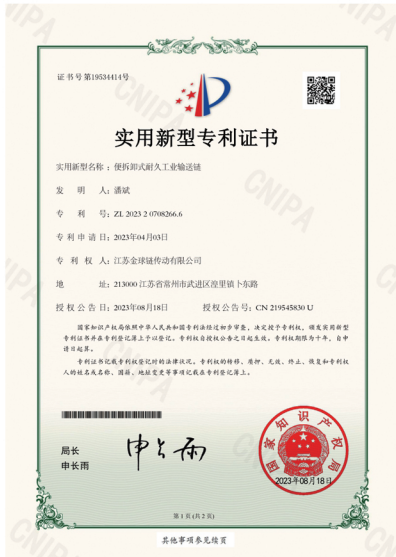 证书号第19534414号
实用新型专利证书
实用新型名称：便拆卸式耐久工业输送链
发 明 人：潘斌
专 利 号：ZL 2023 2 0708266.6
专利申请日：2023年04月03日
专 利 权 人：江苏金球链传动有限公司
地 址：213000 江苏省常州市武进区湟里镇卜东路
授权公告日：2023年08月18日 授权公告号：CN 219545830 U
国家知识产权局依照中华人民共和国专利法经过初步审查，决定授予专利权，颁发实用新型
专利证书并在专利登记簿上予以登记。专利权自授权公告之日起生效。专利权期限为十年，自申
请日起算。
专利证书记载专利权登记时的法律状况。专利权的转移、质押、无效、终止、恢复和专利权
人的姓名或名称、国籍、地址变更等事项记载在专利登记簿上。
局长
申长雨
申长雨
国家知识产权局
2023年08月18日
第 1 页 (共 2 页)
其他事项参见续页
CNIPA
CNIPA
CNIPA